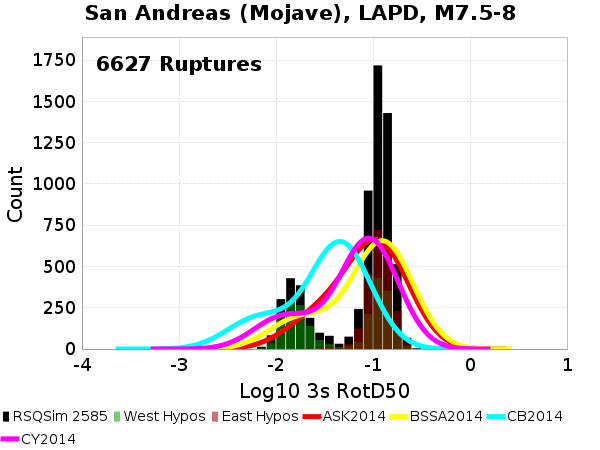 San Andreas (Mojave), LAPD, M7.5-8
6627 Ruptures
Count
1750
1500
1250
1000
750
500
250
0
-4 -3 -2 -1 0 1
Log10 3s RotD50
RSQSim 2585 West Hypos East Hypos ASK2014 BSSA2014 CB2014
CY2014